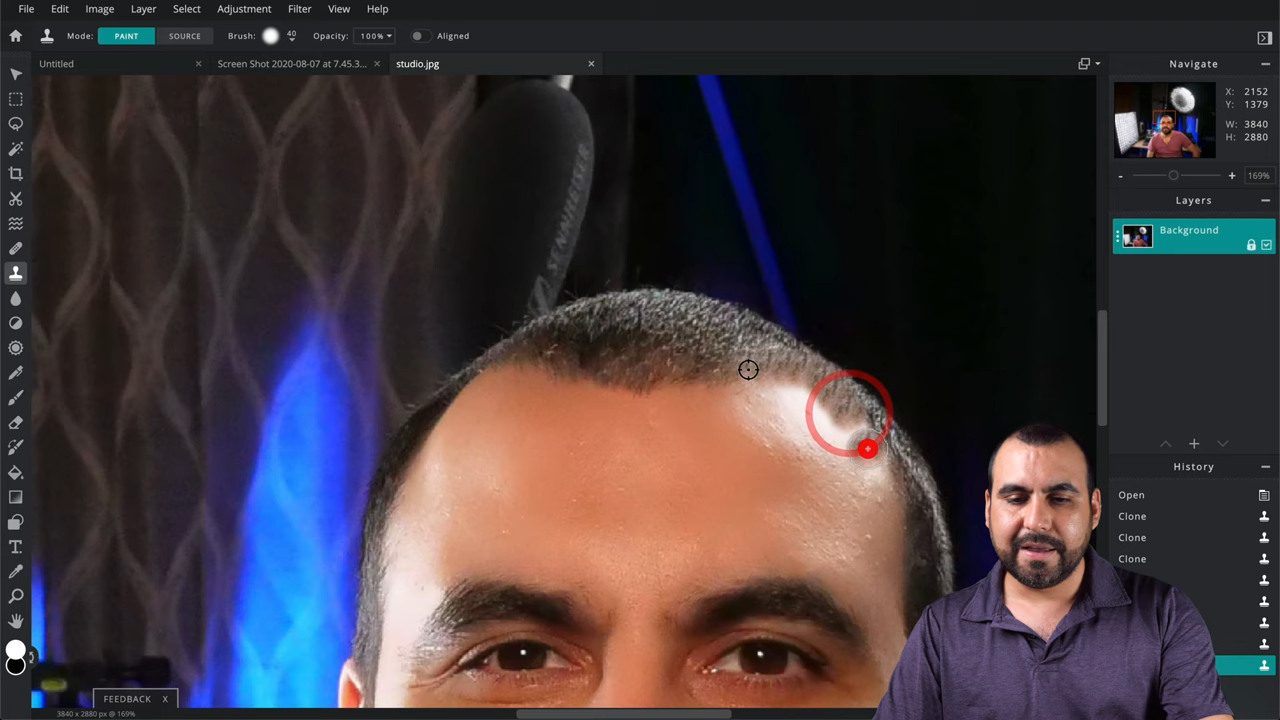 File Edit Image Layer Select Adjustment Filter View Help
Mode: PAINT SOURCE Brush: 40 Opacity: 100% Aligned
Untitled × Screen Shot 2020-08-07 at 7.45.3... × studio.jpg ×
Navigate
X: 2152
Y: 1379
W: 3840
H: 2880
- + 169%
Layers
Background
SENNHEISER
History
Open
Clone
Clone
Clone
FEEDBACK X
3840 x 2880 px @ 169%